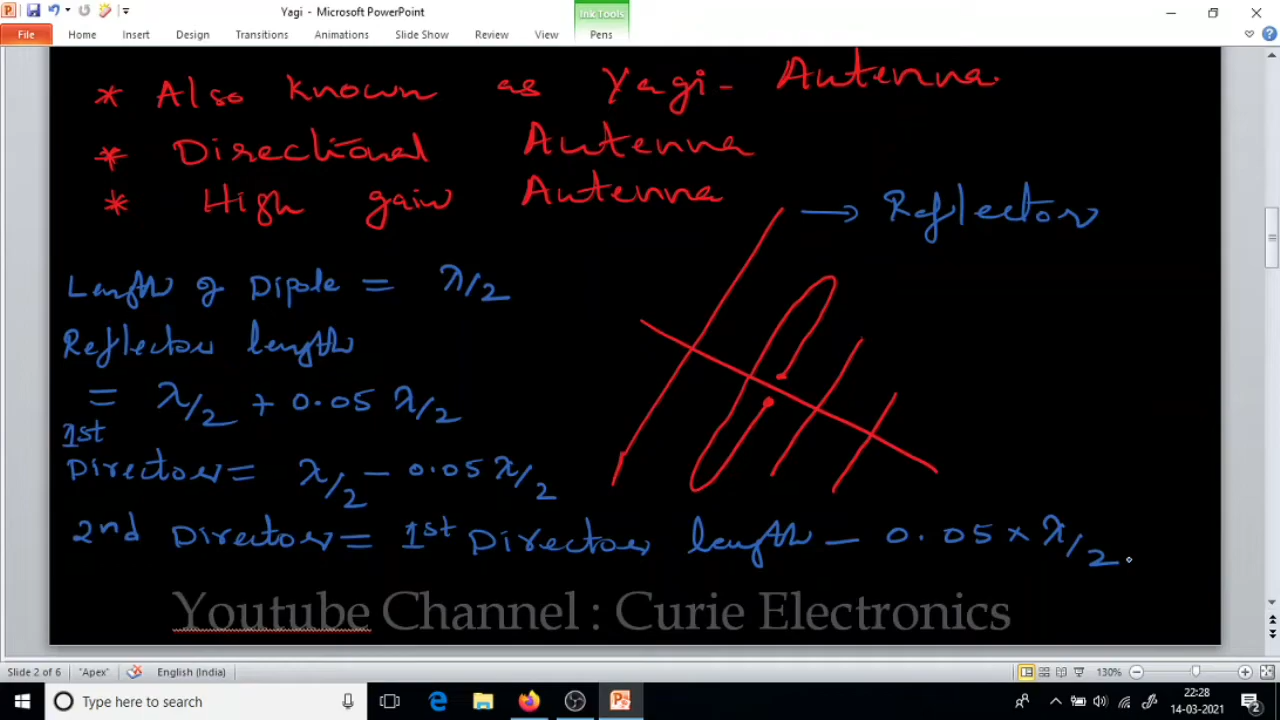 Yagi - Microsoft PowerPoint
Ink Tools
File Home Insert Design Transitions Animations Slide Show Review View Pens
* Also Known as Yagi- Antenna.
* Directional Antenna
* High gain Antenna
→ Reflector
Length of Dipole = λ/2
Reflector length
= λ/2 + 0.05 λ/2
1st
Director = λ/2 - 0.05 λ/2
2nd Director = 1st Director length - 0.05 × λ/2.
Youtube Channel : Curie Electronics
Slide 2 of 6 "Apex" English (India) 130%
Type here to search
22:28
14-03-2021
2